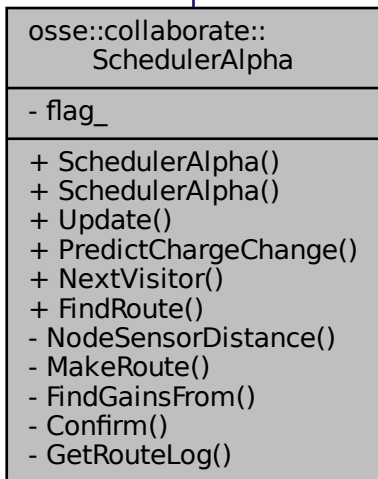 osse::collaborate::
SchedulerAlpha
- flag_
+ SchedulerAlpha()
+ SchedulerAlpha()
+ Update()
+ PredictChargeChange()
+ NextVisitor()
+ FindRoute()
- NodeSensorDistance()
- MakeRoute()
- FindGainsFrom()
- Confirm()
- GetRouteLog()